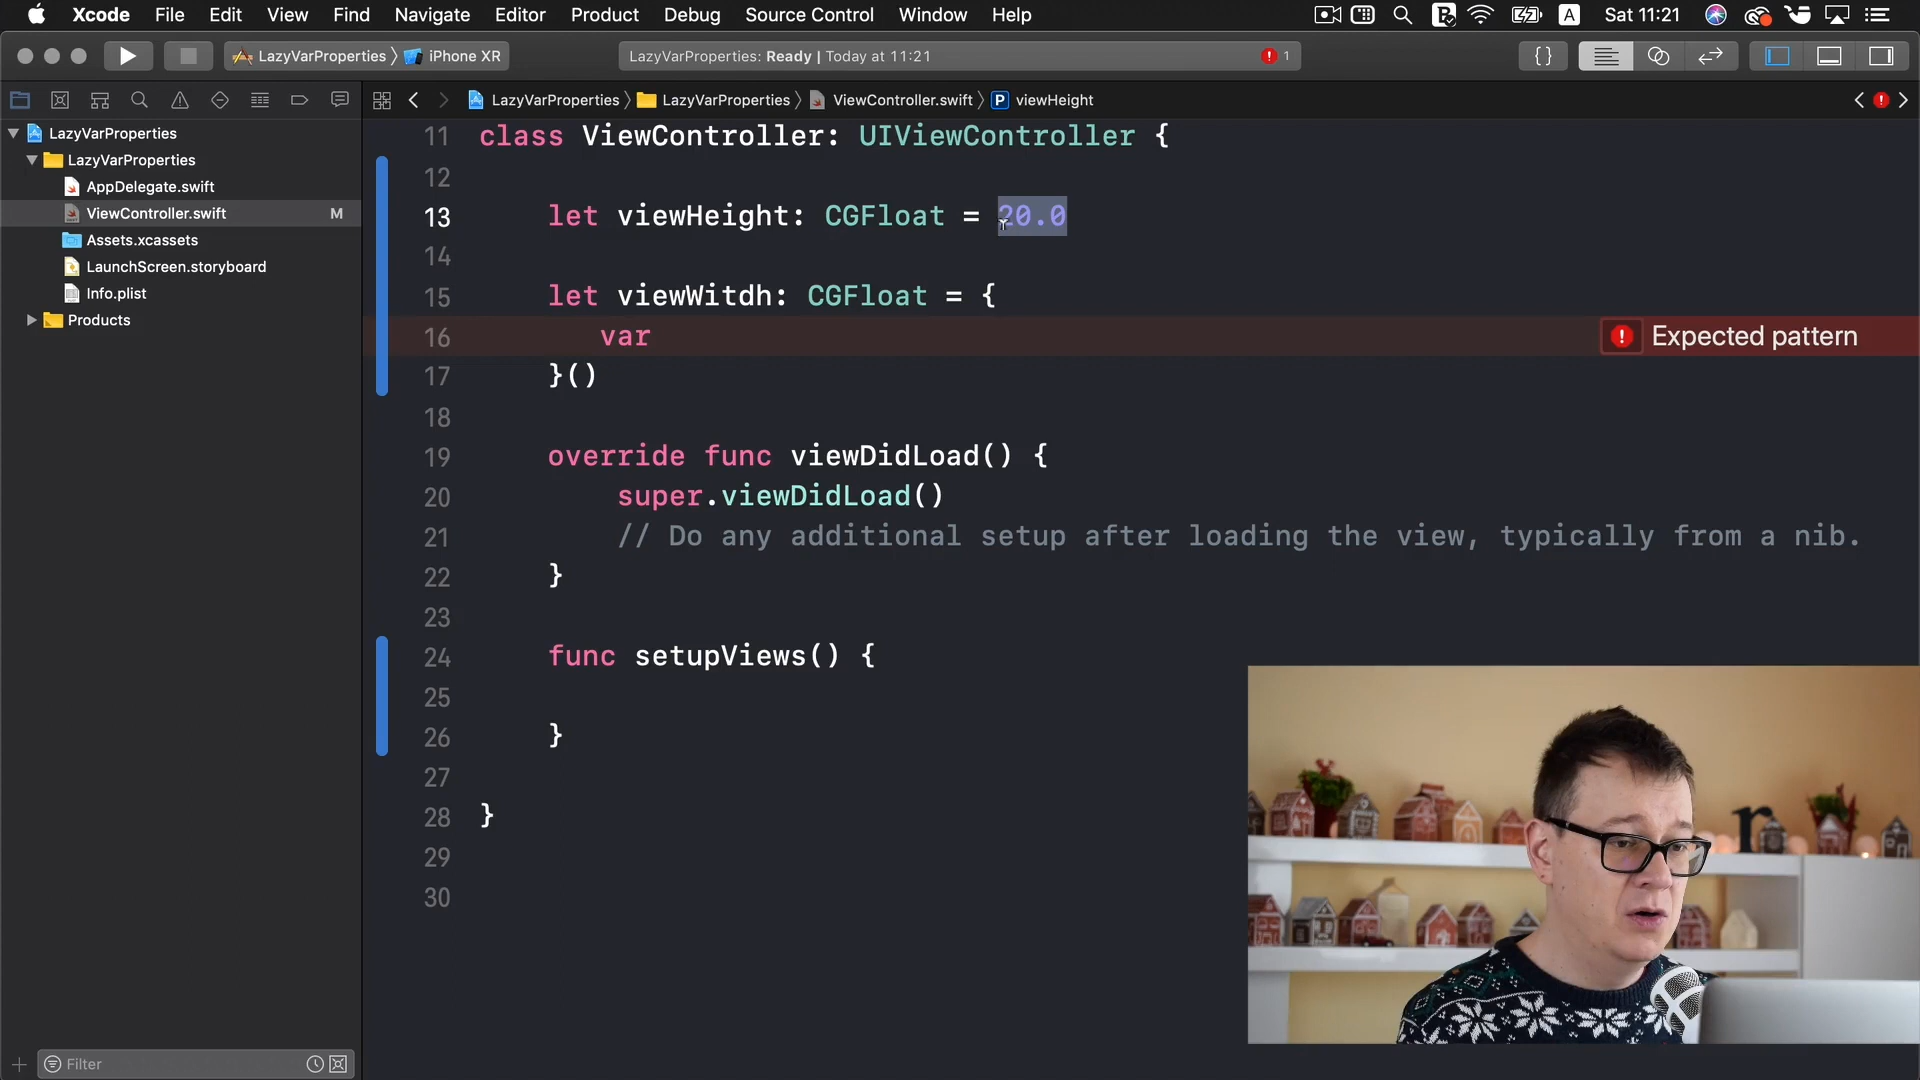 Xcode File Edit View Find Navigate Editor Product Debug Source Control Window Help A Sat 11:21
LazyVarProperties iPhone XR LazyVarProperties: Ready | Today at 11:21 1
LazyVarProperties LazyVarProperties ViewController.swift P viewHeight
LazyVarProperties
LazyVarProperties
AppDelegate.swift
ViewController.swift M
Assets.xcassets
LaunchScreen.storyboard
Info.plist
Products
11 class ViewController: UIViewController {
12
13 let viewHeight: CGFloat = 20.0
14
15 let viewWitdh: CGFloat = {
16 var Expected pattern
17 }()
18
19 override func viewDidLoad() {
20 super.viewDidLoad()
21 // Do any additional setup after loading the view, typically from a nib.
22 }
23
24 func setupViews() {
25
26 }
27
28 }
29
30
Filter